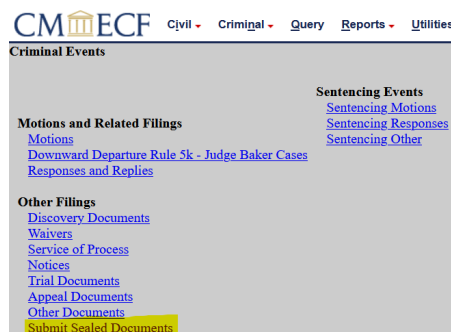 CM ECF Civil Criminal Query Reports Utilities
Criminal Events
Sentencing Events
Sentencing Motions
Sentencing Responses
Sentencing Other
Motions and Related Filings
Motions
Downward Departure Rule 5k - Judge Baker Cases
Responses and Replies
Other Filings
Discovery Documents
Waivers
Service of Process
Notices
Trial Documents
Appeal Documents
Other Documents
Submit Sealed Documents